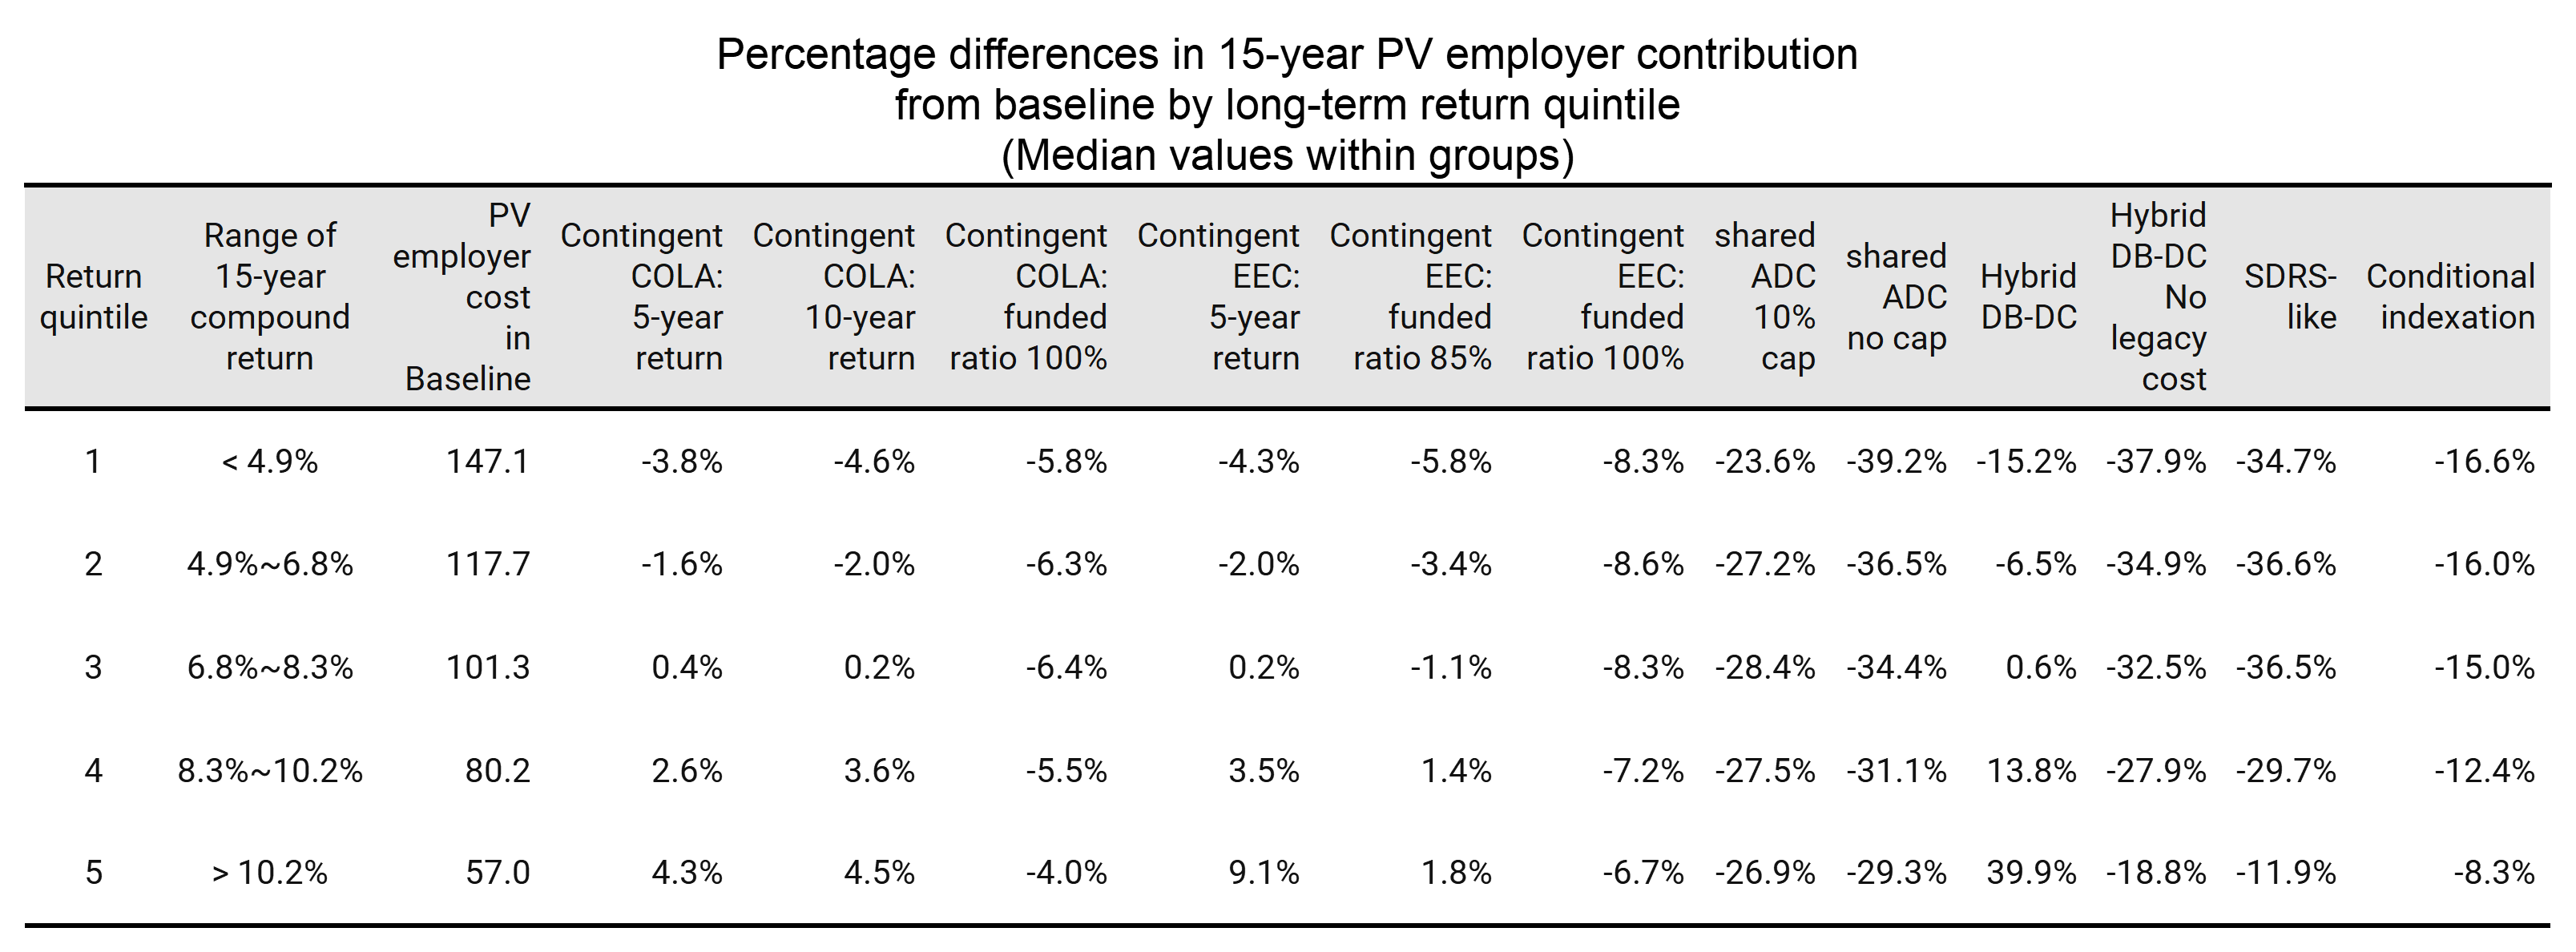 Percentage differences in 15-year PV employer contribution
from baseline by long-term return quintile
(Median values within groups)
Return quintile | Range of 15-year compound return | PV employer cost in Baseline | Contingent COLA: 5-year return | Contingent COLA: 10-year return | Contingent COLA: funded ratio 100% | Contingent EEC: 5-year return | Contingent EEC: funded ratio 85% | Contingent EEC: funded ratio 100% | shared ADC 10% cap | shared ADC no cap | Hybrid DB-DC | Hybrid DB-DC No legacy cost | SDRS-like | Conditional indexation
1 | < 4.9% | 147.1 | -3.8% | -4.6% | -5.8% | -4.3% | -5.8% | -8.3% | -23.6% | -39.2% | -15.2% | -37.9% | -34.7% | -16.6%
2 | 4.9%~6.8% | 117.7 | -1.6% | -2.0% | -6.3% | -2.0% | -3.4% | -8.6% | -27.2% | -36.5% | -6.5% | -34.9% | -36.6% | -16.0%
3 | 6.8%~8.3% | 101.3 | 0.4% | 0.2% | -6.4% | 0.2% | -1.1% | -8.3% | -28.4% | -34.4% | 0.6% | -32.5% | -36.5% | -15.0%
4 | 8.3%~10.2% | 80.2 | 2.6% | 3.6% | -5.5% | 3.5% | 1.4% | -7.2% | -27.5% | -31.1% | 13.8% | -27.9% | -29.7% | -12.4%
5 | > 10.2% | 57.0 | 4.3% | 4.5% | -4.0% | 9.1% | 1.8% | -6.7% | -26.9% | -29.3% | 39.9% | -18.8% | -11.9% | -8.3%